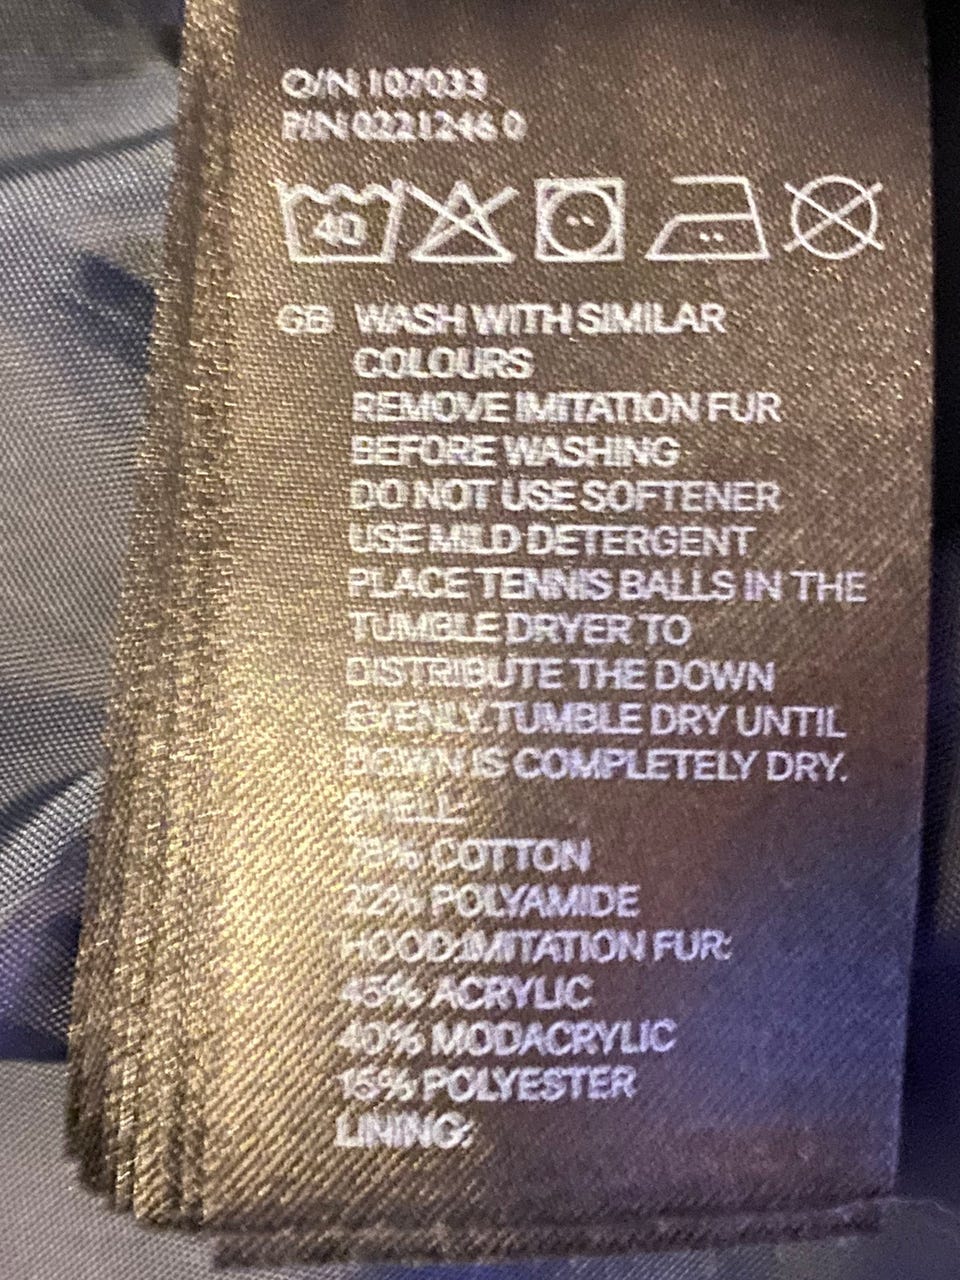 O/N 107033
P/N 0221246 0
40
GB WASH WITH SIMILAR
COLOURS
REMOVE IMITATION FUR
BEFORE WASHING
DO NOT USE SOFTENER
USE MILD DETERGENT
PLACE TENNIS BALLS IN THE
TUMBLE DRYER TO
DISTRIBUTE THE DOWN
EVENLY.TUMBLE DRY UNTIL
DOWN IS COMPLETELY DRY.
SHELL:
78% COTTON
22% POLYAMIDE
HOOD:IMITATION FUR:
45% ACRYLIC
40% MODACRYLIC
15% POLYESTER
LINING: